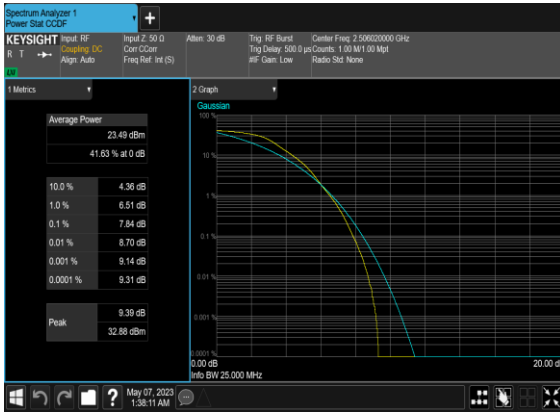 Spectrum Analyzer 1
Power Stat CCDF
+
KEYSIGHT
R T
LXI
Input: RF
Coupling: DC
Align: Auto
Input Z: 50 Ω
Corr CCorr
Freq Ref: Int (S)
Atten: 30 dB
Trig: RF Burst
Trig Delay: 500.0 µs
#IF Gain: Low
Center Freq: 2.506020000 GHz
Counts: 1.00 M/1.00 Mpt
Radio Std: None
1 Metrics
Average Power
23.49 dBm
41.63 % at 0 dB
10.0 % 4.36 dB
1.0 % 6.51 dB
0.1 % 7.84 dB
0.01 % 8.70 dB
0.001 % 9.14 dB
0.0001 % 9.31 dB
Peak
9.39 dB
32.88 dBm
2 Graph
Gaussian
100 %
10 %
1 %
0.1 %
0.01 %
0.001 %
0.0001 %
0.00 dB
20.00
Info BW 25.000 MHz
?
May 07, 2023
1:38:11 AM